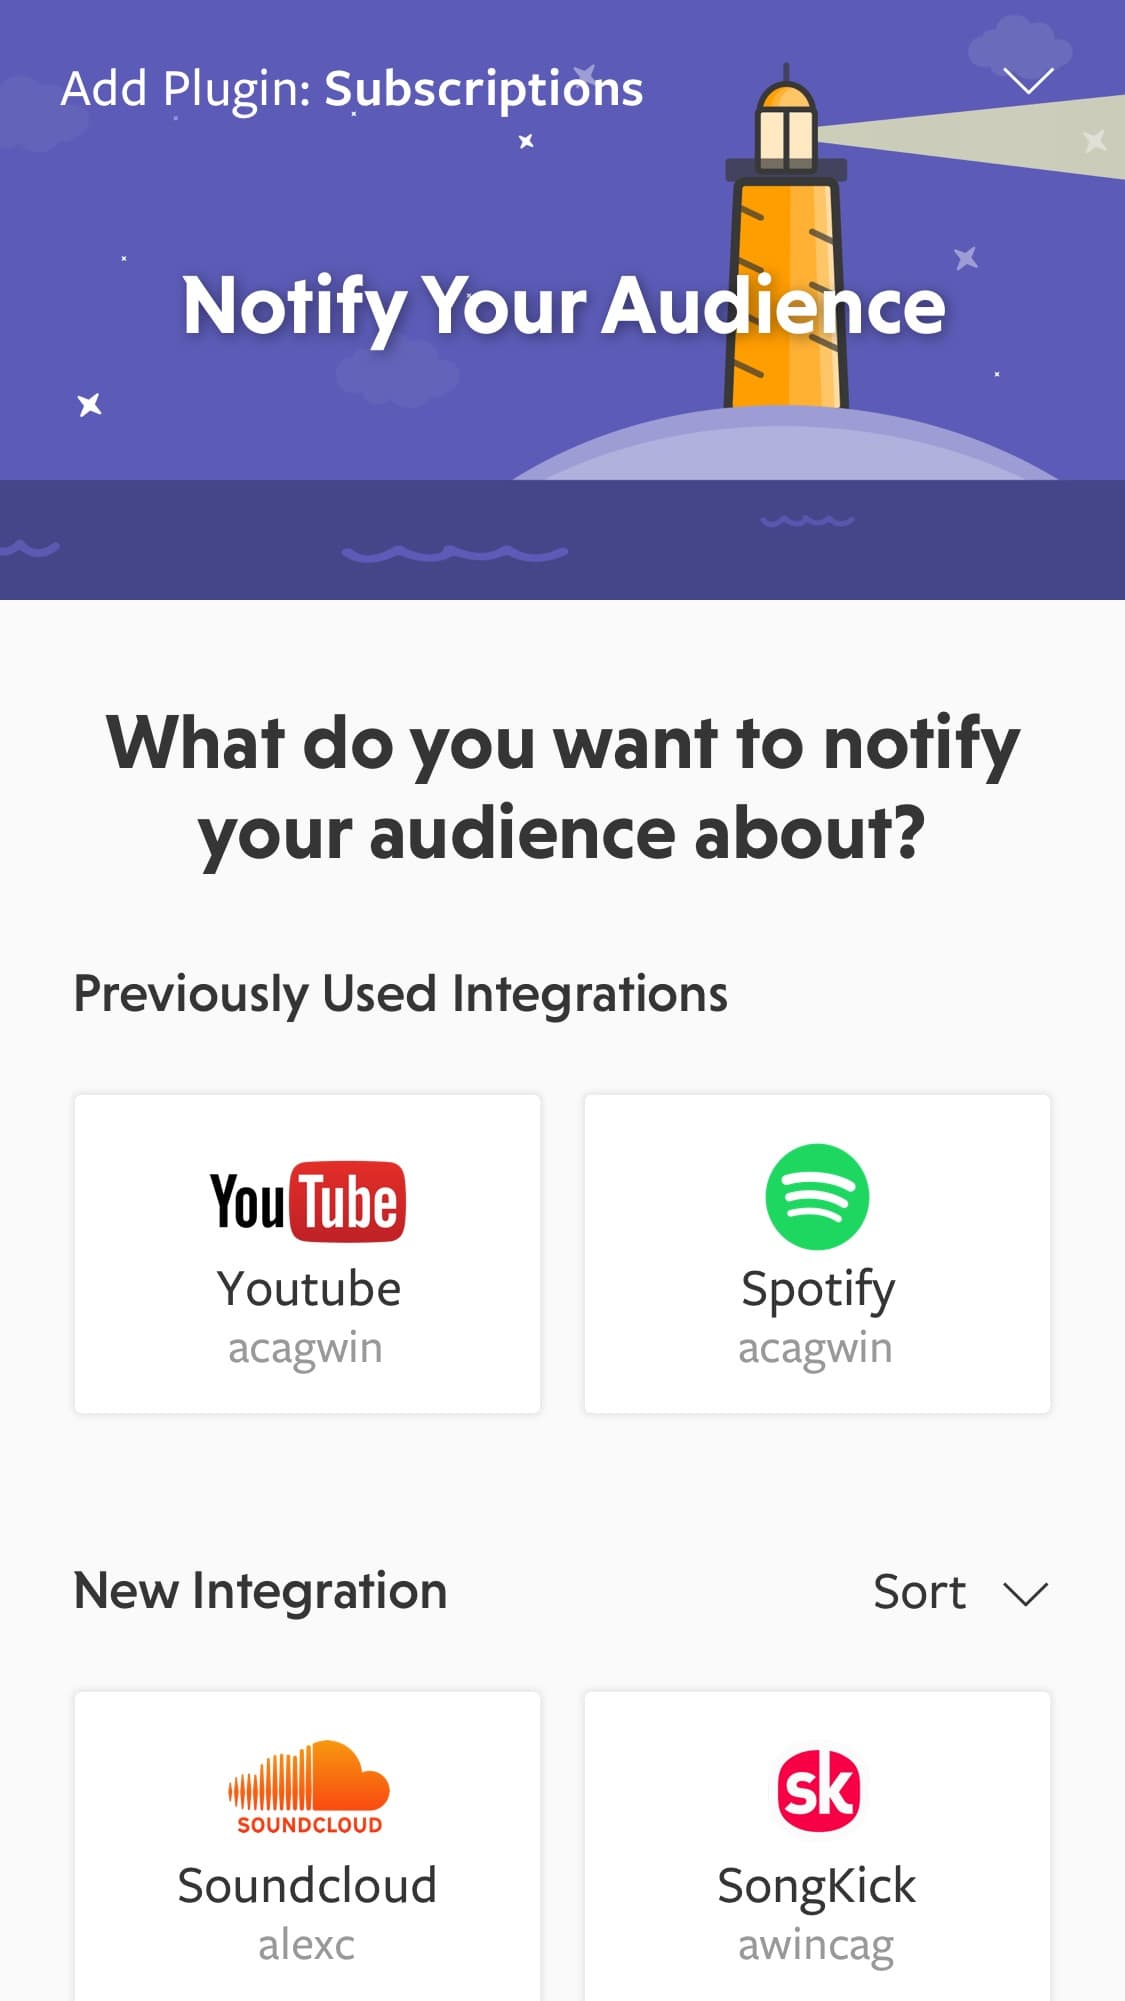 Add Plugin: Subscriptions
Notify Your Audience
What do you want to notify
your audience about?
Previously Used Integrations
YouTube
Youtube
acagwin
Spotify
acagwin
New Integration
Sort
SOUNDCLOUD
Soundcloud
alexc
sk
SongKick
awincag